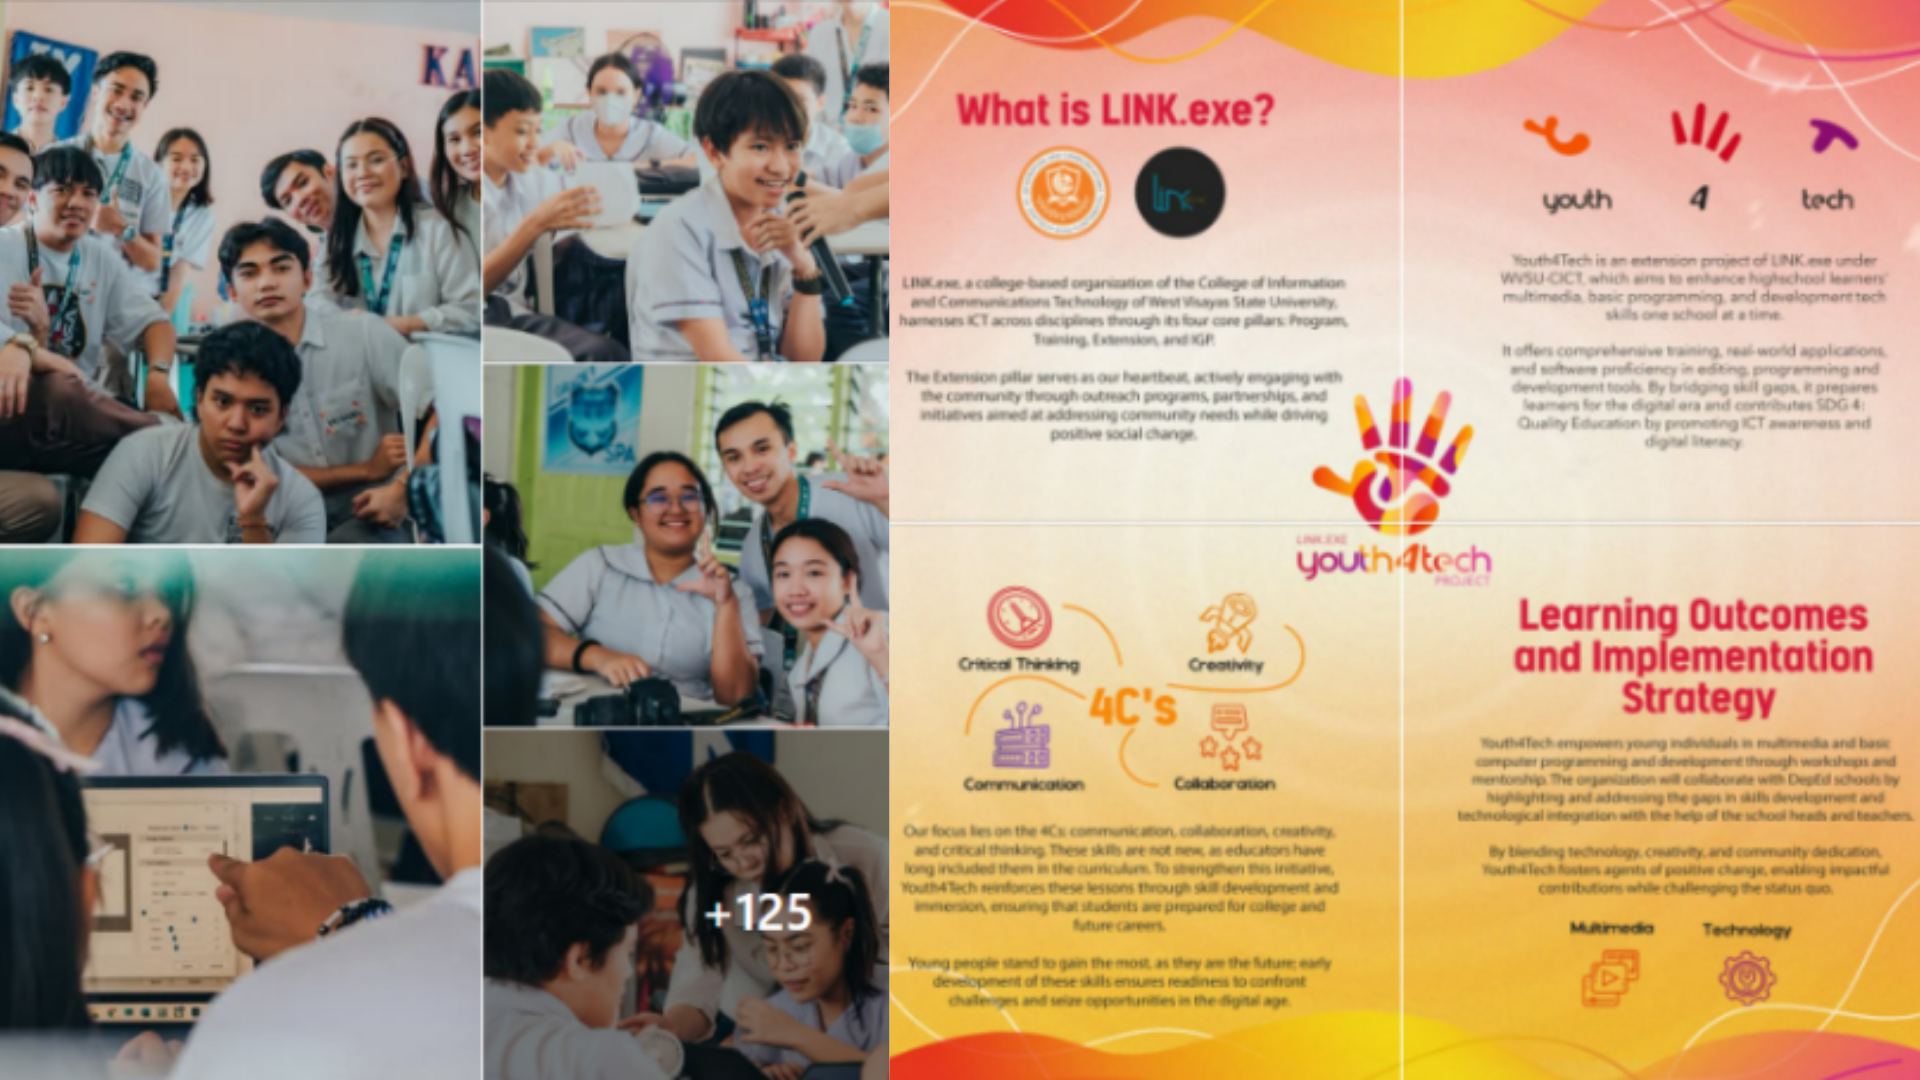 KA
SPA
+125
What is LINK.exe?
link
LINK.exe, a college-based organization of the College of Information
and Communications Technology of West Visayas State University,
harnesses ICT across disciplines through its four core pillars: Program,
Training, Extension, and IGP.
The Extension pillar serves as our heartbeat, actively engaging with
the community through outreach programs, partnerships, and
initiatives aimed at addressing community needs while driving
positive social change.
youth 4 tech
Youth4Tech is an extension project of LINK.exe under
WVSU-CICT, which aims to enhance highschool learners'
multimedia, basic programming, and development tech
skills one school at a time.
It offers comprehensive training, real-world applications,
and software proficiency in editing, programming and
development tools. By bridging skill gaps, it prepares
learners for the digital era and contributes SDG 4:
Quality Education by promoting ICT awareness and
digital literacy.
LINK.EXE
youth4tech
PROJECT
Critical Thinking
Creativity
4C's
Communication
Collaboration
Our focus lies on the 4Cs: communication, collaboration, creativity,
and critical thinking. These skills are not new, as educators have
long included them in the curriculum. To strengthen this initiative,
Youth4Tech reinforces these lessons through skill development and
immersion, ensuring that students are prepared for college and
future careers.
Young people stand to gain the most, as they are the future; early
development of these skills ensures readiness to confront
challenges and seize opportunities in the digital age.
Learning Outcomes
and Implementation
Strategy
Youth4Tech empowers young individuals in multimedia and basic
computer programming and development through workshops and
mentorship. The organization will collaborate with DepEd schools by
highlighting and addressing the gaps in skills development and
technological integration with the help of the school heads and teachers.
By blending technology, creativity, and community dedication,
Youth4Tech fosters agents of positive change, enabling impactful
contributions while challenging the status quo.
Multimedia
Technology